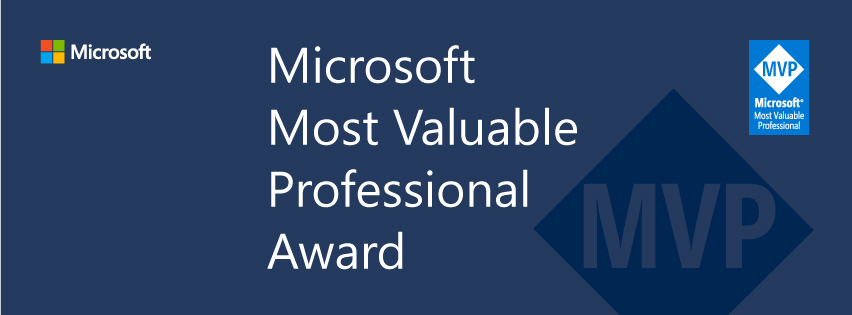 Microsoft
Microsoft
Most Valuable
Professional
Award
MVP
MVP
Microsoft®
Most Valuable
Professional